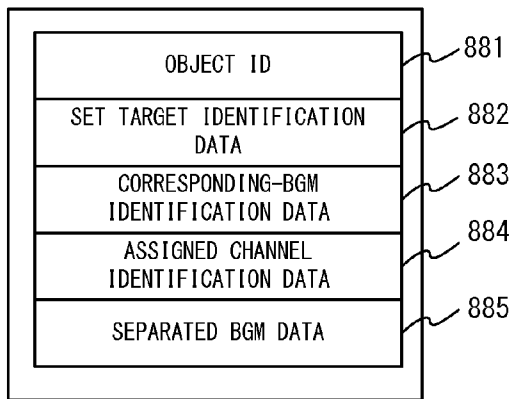 OBJECT ID
881
SET TARGET IDENTIFICATION
DATA
882
CORRESPONDING-BGM
IDENTIFICATION DATA
883
ASSIGNED CHANNEL
IDENTIFICATION DATA
884
SEPARATED BGM DATA
885